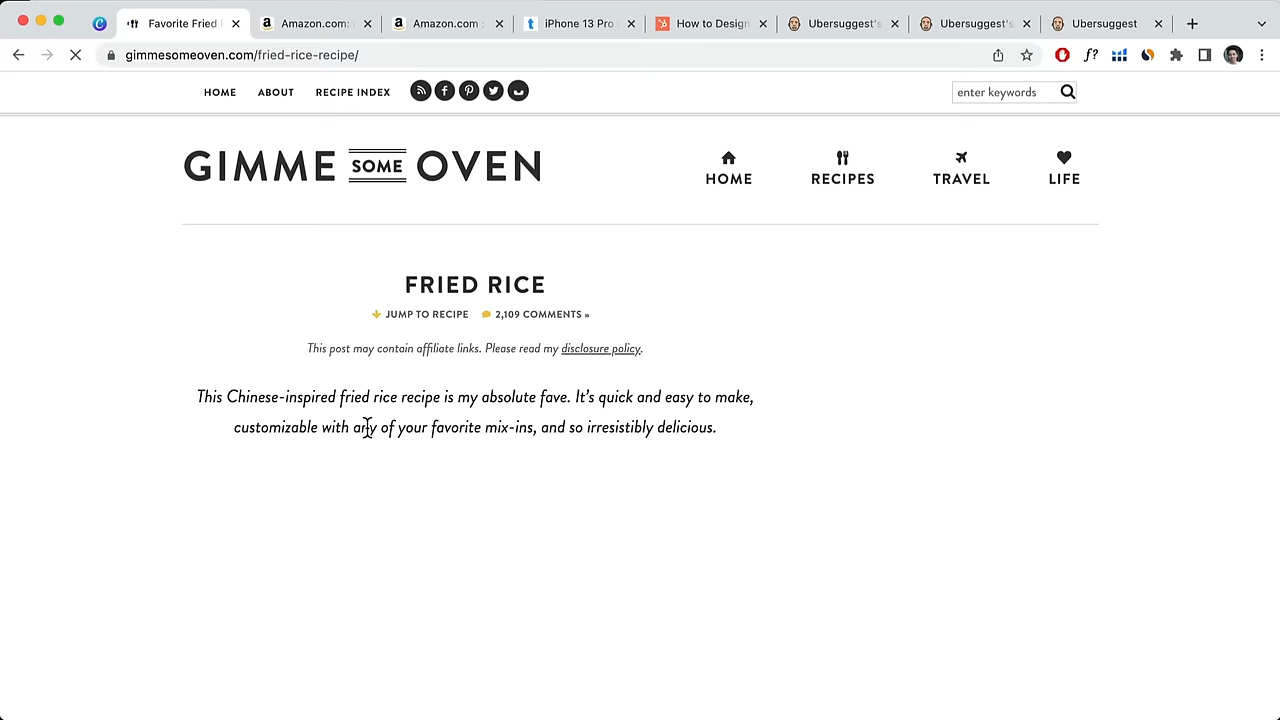 Favorite Fried
Amazon.com:
Amazon.com :
iPhone 13 Pro
How to Design
Ubersuggest's
Ubersuggest's
Ubersuggest
gimmesomeoven.com/fried-rice-recipe/
f?
HOME ABOUT RECIPE INDEX
enter keywords
GIMME SOME OVEN
HOME RECIPES TRAVEL LIFE
FRIED RICE
JUMP TO RECIPE 2,109 COMMENTS »
This post may contain affiliate links. Please read my disclosure policy.
This Chinese-inspired fried rice recipe is my absolute fave. It's quick and easy to make,
customizable with any of your favorite mix-ins, and so irresistibly delicious.